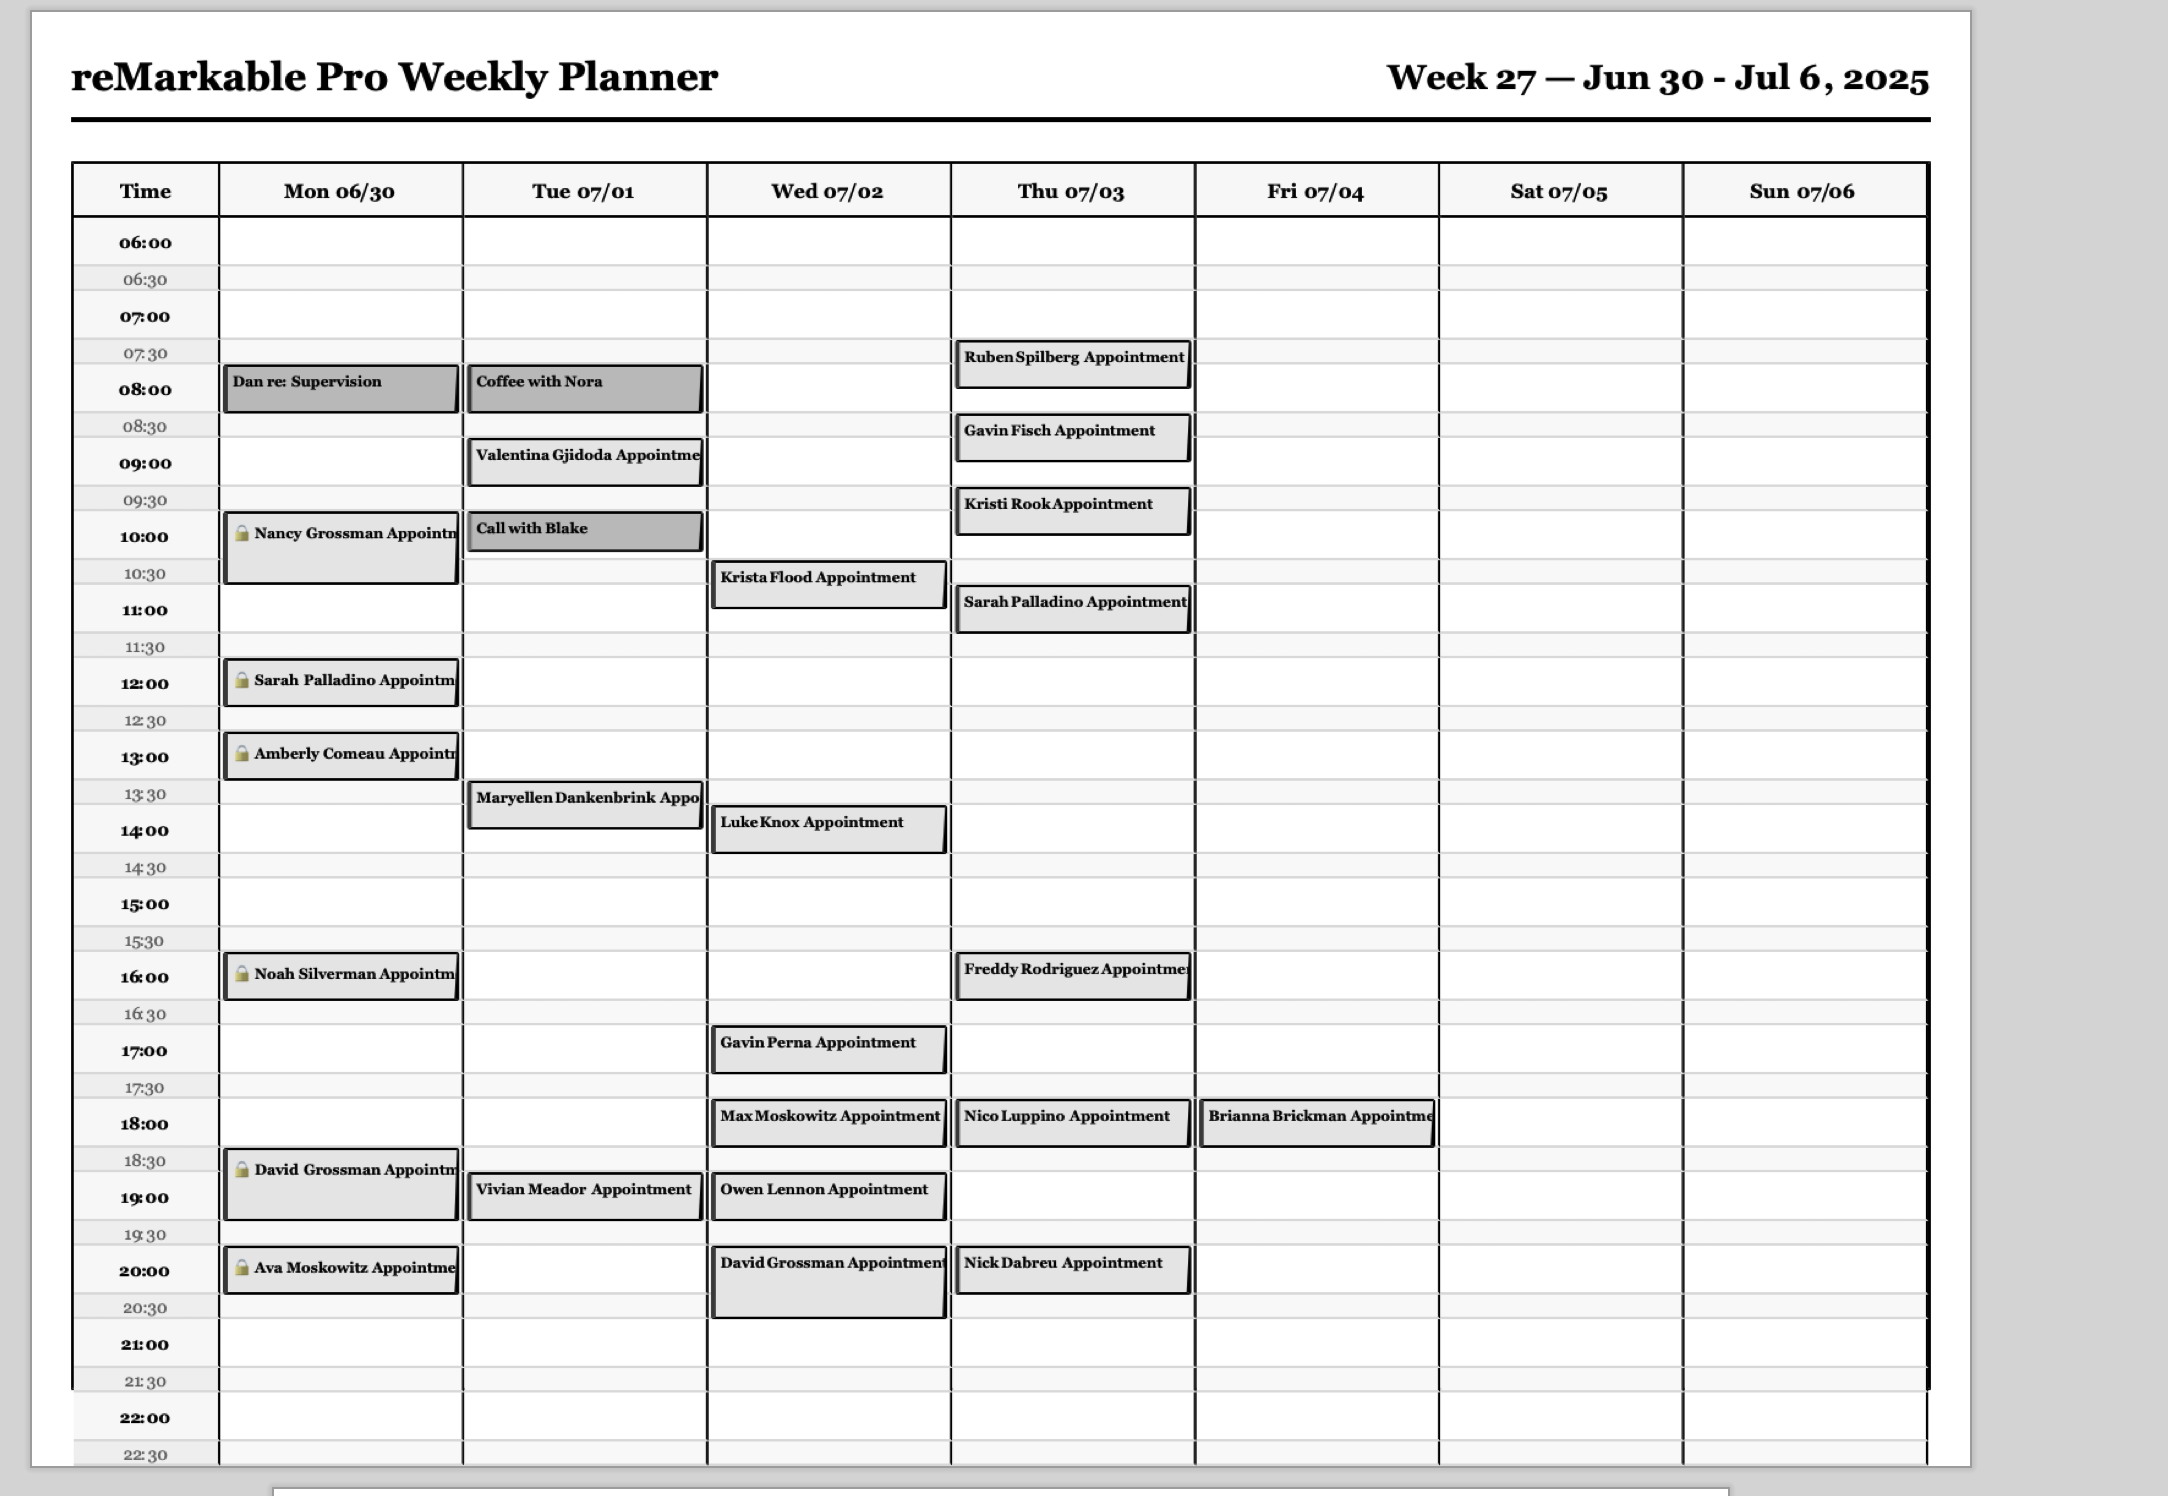 reMarkable Pro Weekly Planner
Week 27 — Jun 30 - Jul 6, 2025
Time Mon 06/30 Tue 07/01 Wed 07/02 Thu 07/03 Fri 07/04 Sat 07/05 Sun 07/06
06:00
06:30
07:00
07:30 Ruben Spilberg Appointment
08:00 Dan re: Supervision Coffee with Nora
08:30 Gavin Fisch Appointment
09:00 Valentina Gjidoda Appointme
09:30 Kristi Rook Appointment
10:00 Nancy Grossman Appointm Call with Blake
10:30 Krista Flood Appointment
11:00 Sarah Palladino Appointment
11:30
12:00 Sarah Palladino Appointm
12:30
13:00 Amberly Comeau Appointm
13:30 Maryellen Dankenbrink Appo
14:00 Luke Knox Appointment
14:30
15:00
15:30
16:00 Noah Silverman Appointm Freddy Rodriguez Appointmen
16:30
17:00 Gavin Perna Appointment
17:30
18:00 Max Moskowitz Appointment Nico Luppino Appointment Brianna Brickman Appointme
18:30 David Grossman Appointm
19:00 Vivian Meador Appointment Owen Lennon Appointment
19:30
20:00 Ava Moskowitz Appointme David Grossman Appointment Nick Dabreu Appointment
20:30
21:00
21:30
22:00
22:30